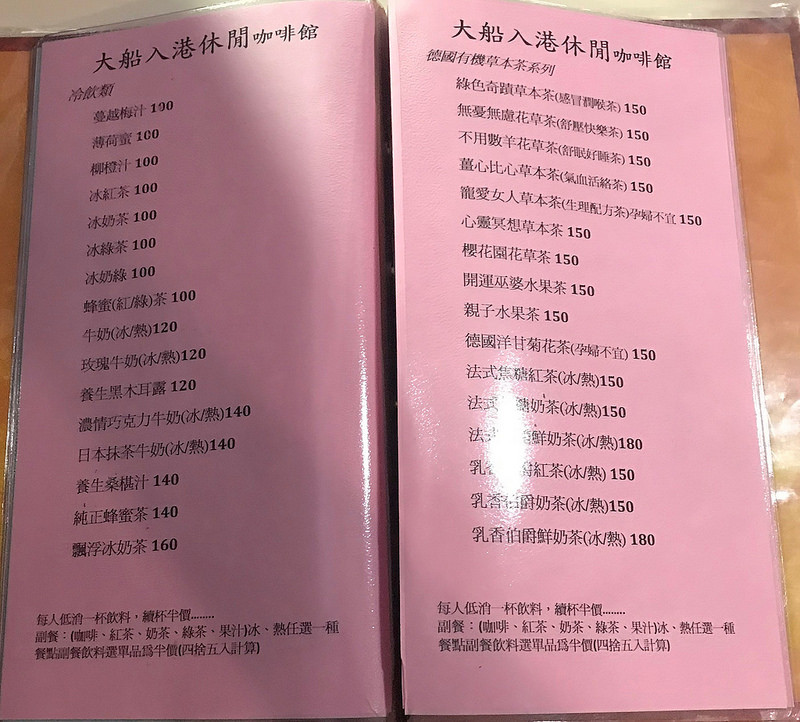 大船入港休閒咖啡館
冷飲類
蔓越梅汁 100
薄荷蜜 100
柳橙汁 100
冰紅茶 100
冰奶茶 100
冰綠茶 100
冰奶綠 100
蜂蜜(紅/綠)茶 100
牛奶(冰/熱)120
玫瑰牛奶(冰/熱)120
養生黑木耳露 120
濃情巧克力牛奶(冰/熱)140
日本抹茶牛奶(冰/熱)140
養生桑椹汁 140
純正蜂蜜茶 140
飄浮冰奶茶 160
每人低消一杯飲料，續杯半價........
副餐：(咖啡、紅茶、奶茶、綠茶、果汁)冰、熱任選一種
餐點副餐飲料選單品爲半價(四捨五入計算)
大船入港休閒咖啡館
德國有機草本茶系列
綠色奇蹟草本茶(感冒潤喉茶) 150
無憂無慮花草茶(舒壓快樂茶) 150
不用數羊花草茶(舒眠好睡茶) 150
薑心比心草本茶(氣血活絡茶) 150
寵愛女人草本茶(生理配方茶)孕婦不宜 150
心靈冥想草本茶 150
櫻花園花草茶 150
開運巫婆水果茶 150
親子水果茶 150
德國洋甘菊花茶(孕婦不宜) 150
法式焦糖紅茶(冰/熱)150
法式糖奶茶(冰/熱)150
法式鮮奶茶(冰/熱)180
乳香伯爵紅茶(冰/熱) 150
乳香伯爵奶茶(冰/熱)150
乳香伯爵鮮奶茶(冰/熱) 180
每人低消一杯飲料，續杯半價........
副餐：(咖啡、紅茶、奶茶、綠茶、果汁)冰、熱任選一種
餐點副餐飲料選單品爲半價(四捨五入計算)